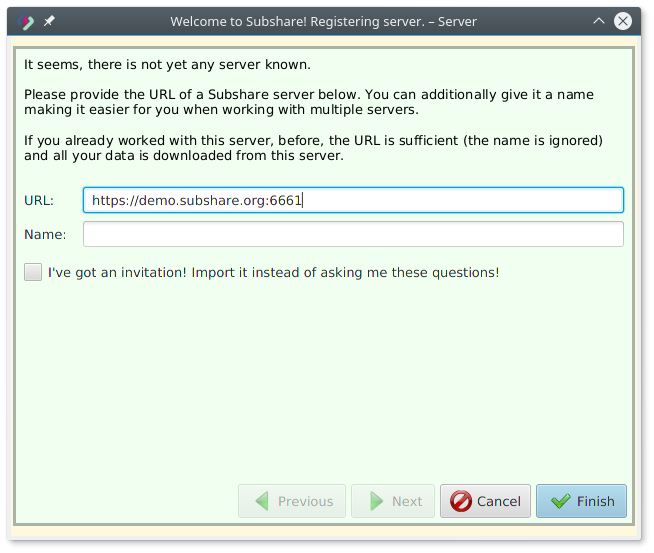 Welcome to Subshare! Registering server. – Server
It seems, there is not yet any server known.
Please provide the URL of a Subshare server below. You can additionally give it a name
making it easier for you when working with multiple servers.
If you already worked with this server, before, the URL is sufficient (the name is ignored)
and all your data is downloaded from this server.
URL: https://demo.subshare.org:6661
Name:
I've got an invitation! Import it instead of asking me these questions!
Previous Next Cancel Finish